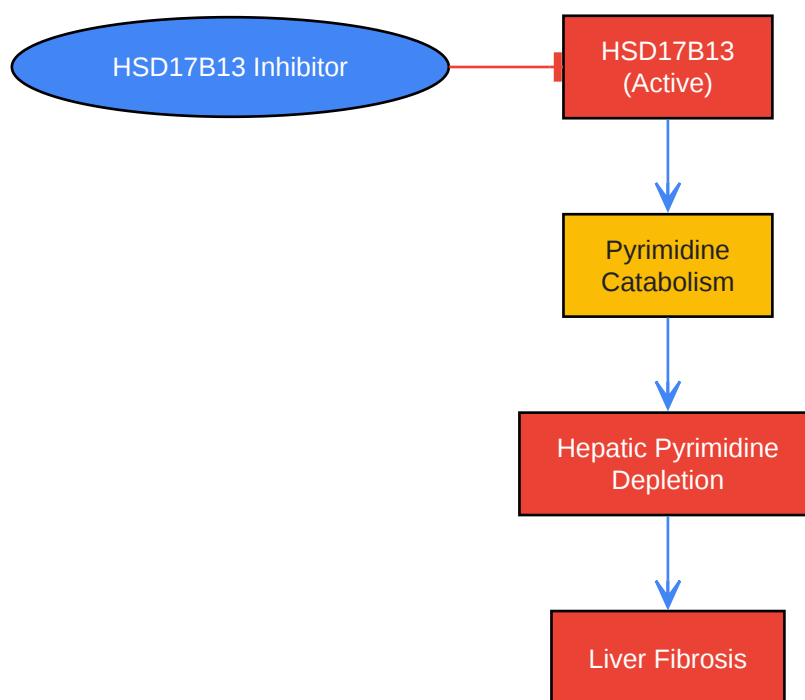 HSD17B13 Inhibitor
HSD17B13
(Active)
Pyrimidine
Catabolism
Hepatic Pyrimidine
Depletion
Liver Fibrosis